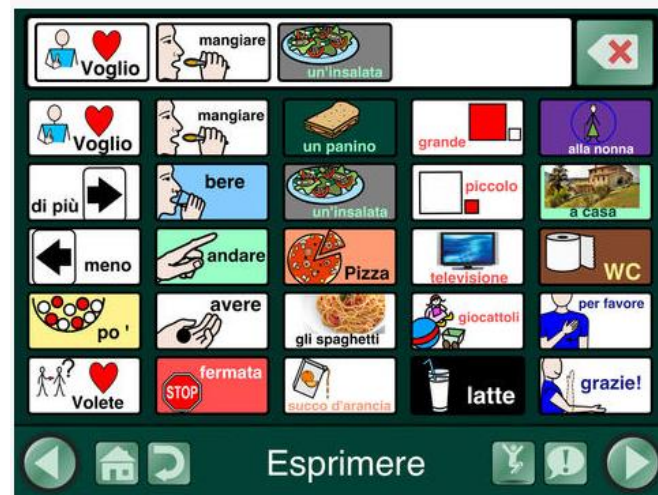 Voglio
mangiare
un'insalata
Voglio
mangiare
un panino
grande
alla nonna
di più
bere
un'insalata
piccolo
a casa
meno
andare
Pizza
televisione
WC
po '
avere
gli spaghetti
giocattoli
per favore
Volete
fermata
STOP
succo d'arancia
latte
grazie!
Esprimere